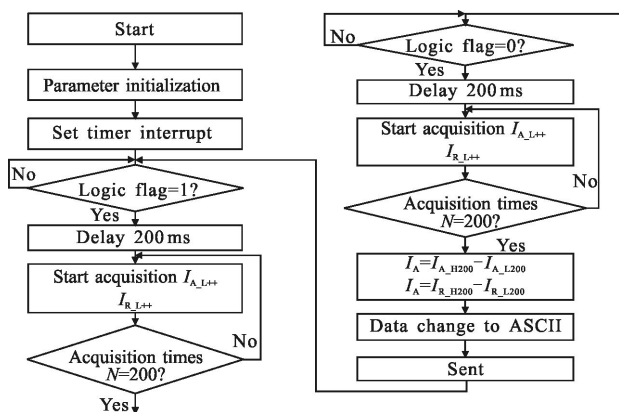 Start
Parameter initialization
Set timer interrupt
No
Logic flag=1?
Yes
Delay 200 ms
Start acquisition I_A_L++
I_R_L++
No
Acquisition times
N=200?
Yes
No
Logic flag=0?
Yes
Delay 200 ms
Start acquisition I_A_L++
I_R_L++
No
Acquisition times
N=200?
Yes
I_A=I_A_H200−I_A_L200
I_A=I_R_H200−I_R_L200
Data change to ASCII
Sent